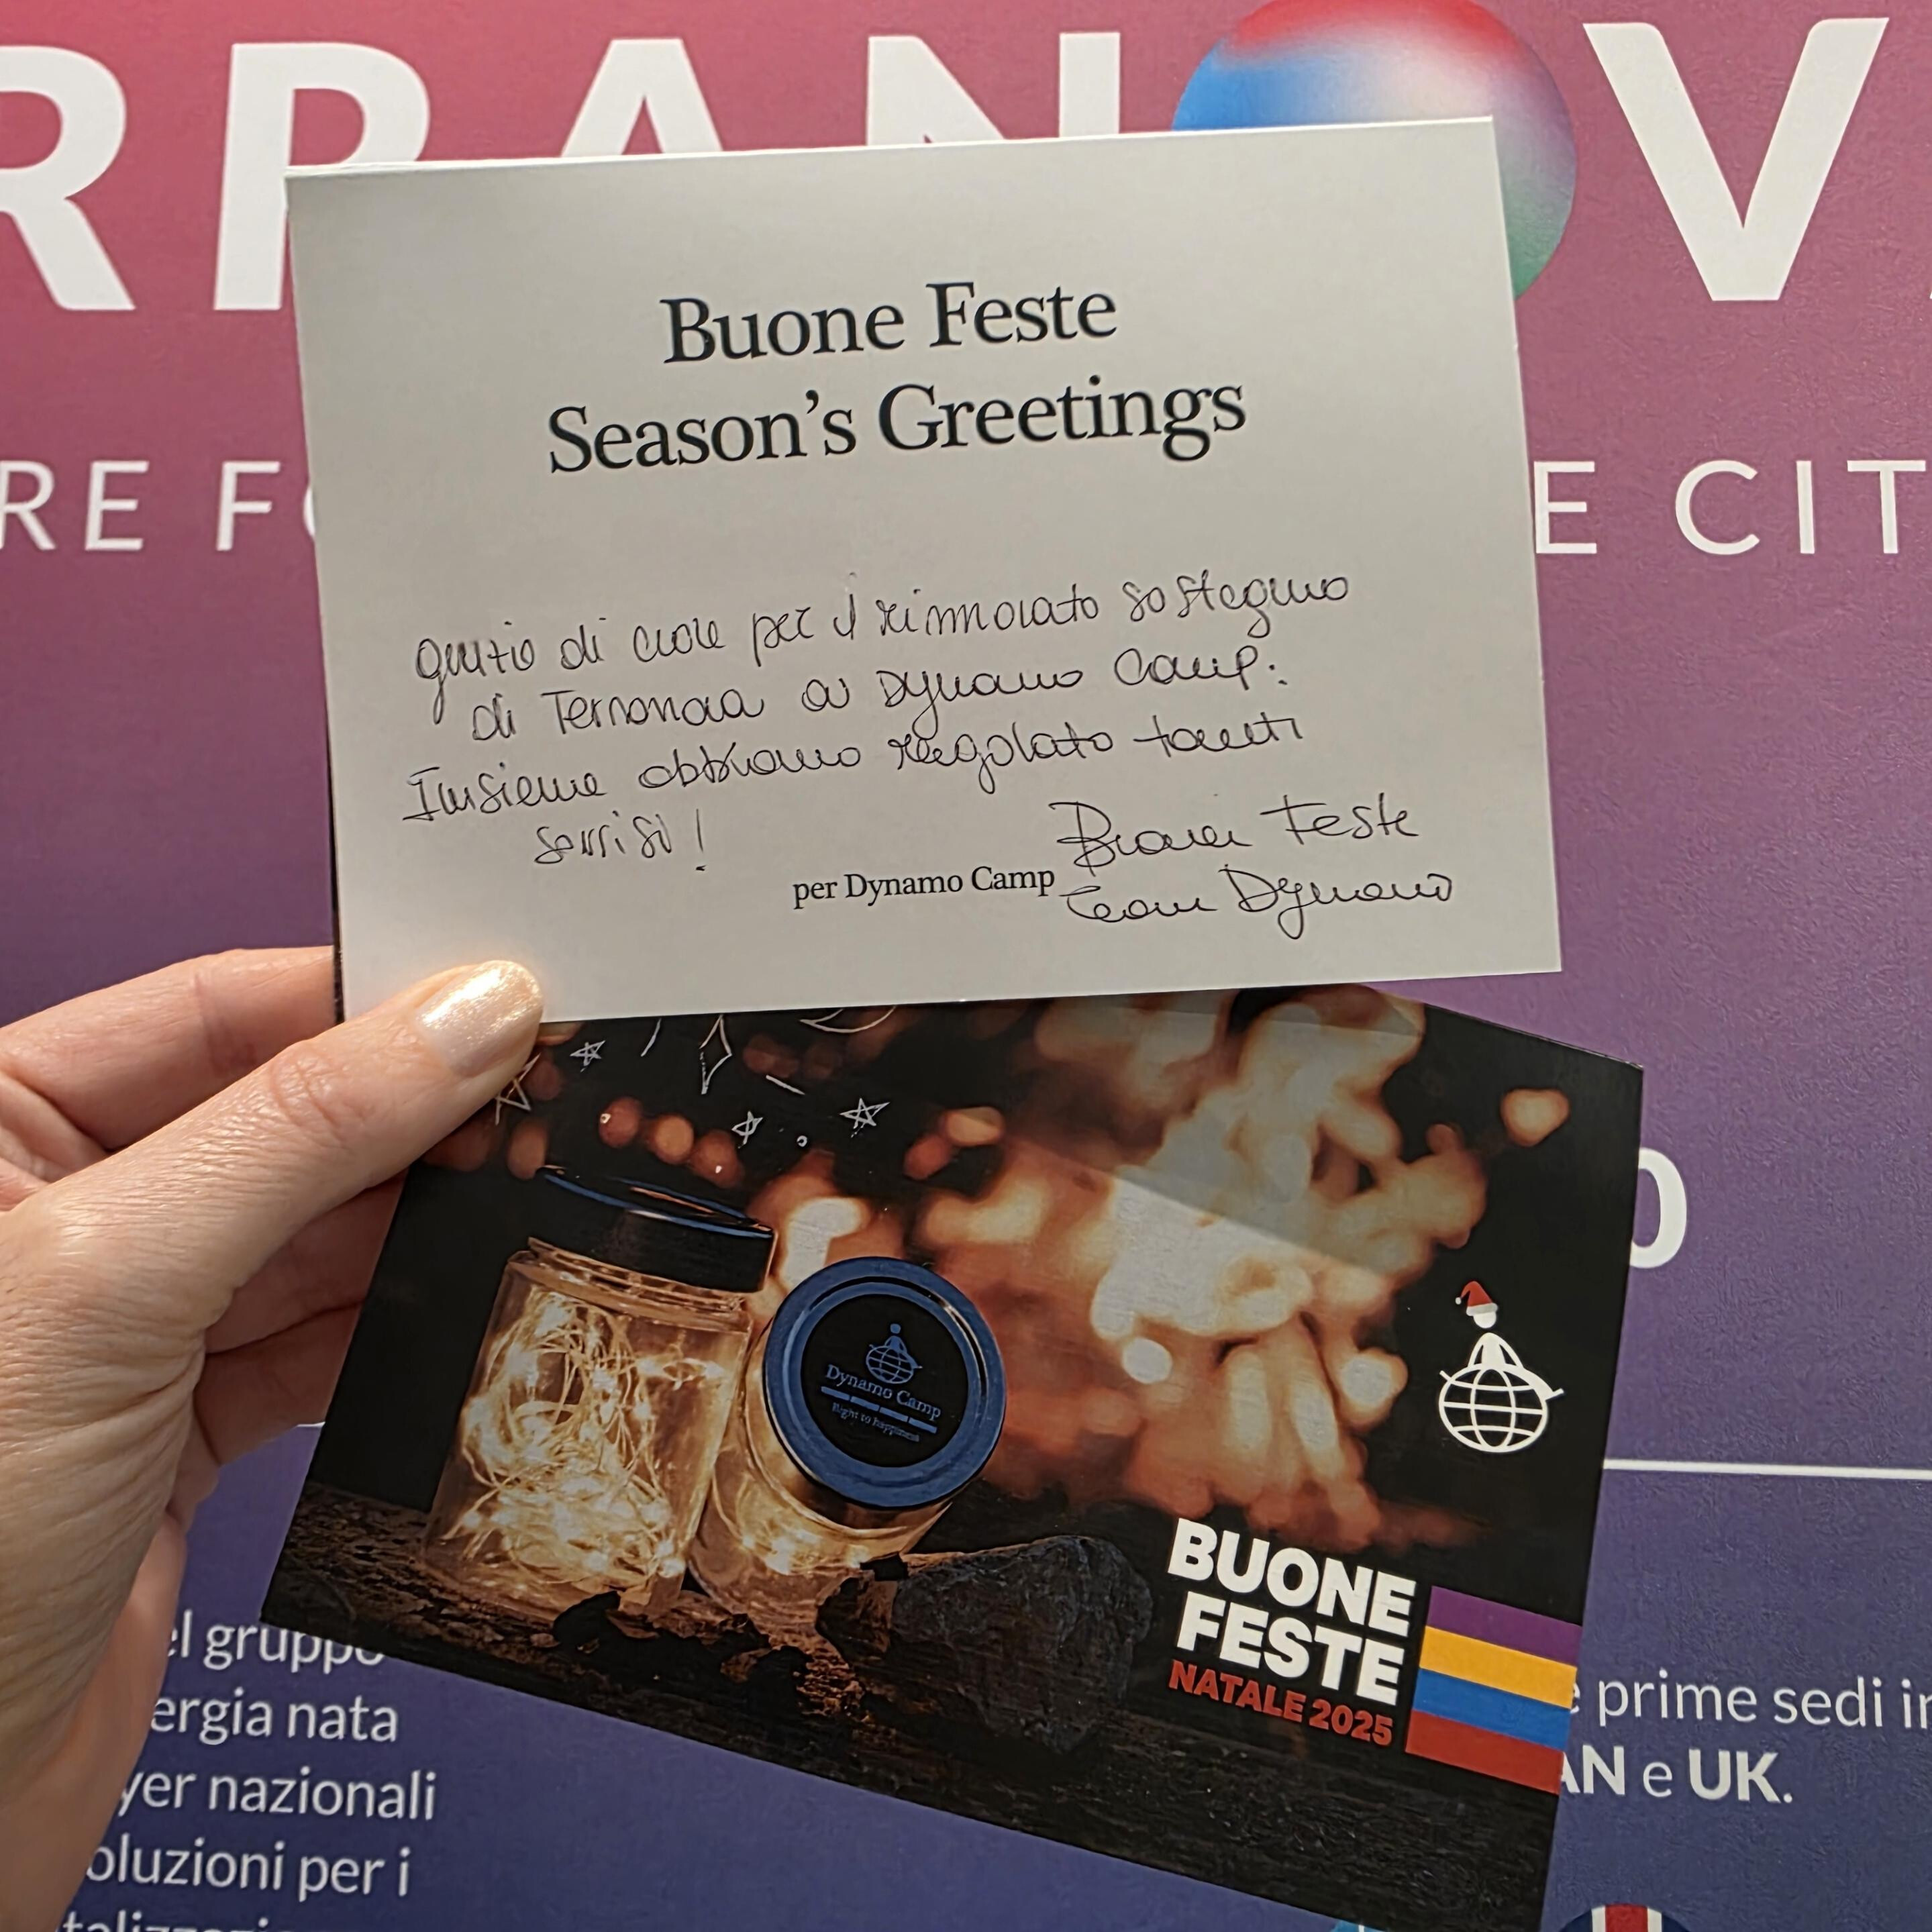 RRANOV
RE FO
E CIT
Buone Feste
Season's Greetings
grazie di cuore per il rinnovato sostegno
di Terranova a Dynamo Camp.
Insieme abbiamo regalato tanti
sorrisi!
per Dynamo Camp
Buone Feste
Team Dynamo
Dynamo Camp
Right to happiness
BUONE
FESTE
NATALE 2025
0
el gruppo
ergia nata
yer nazionali
oluzioni per i
e prime sedi in
AN e UK.